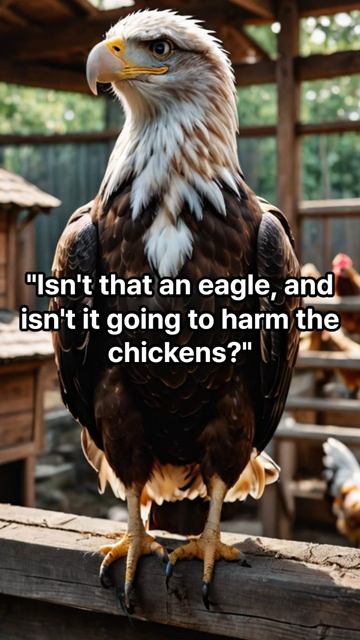 "Isn't that an eagle, and
isn't it going to harm the
chickens?"